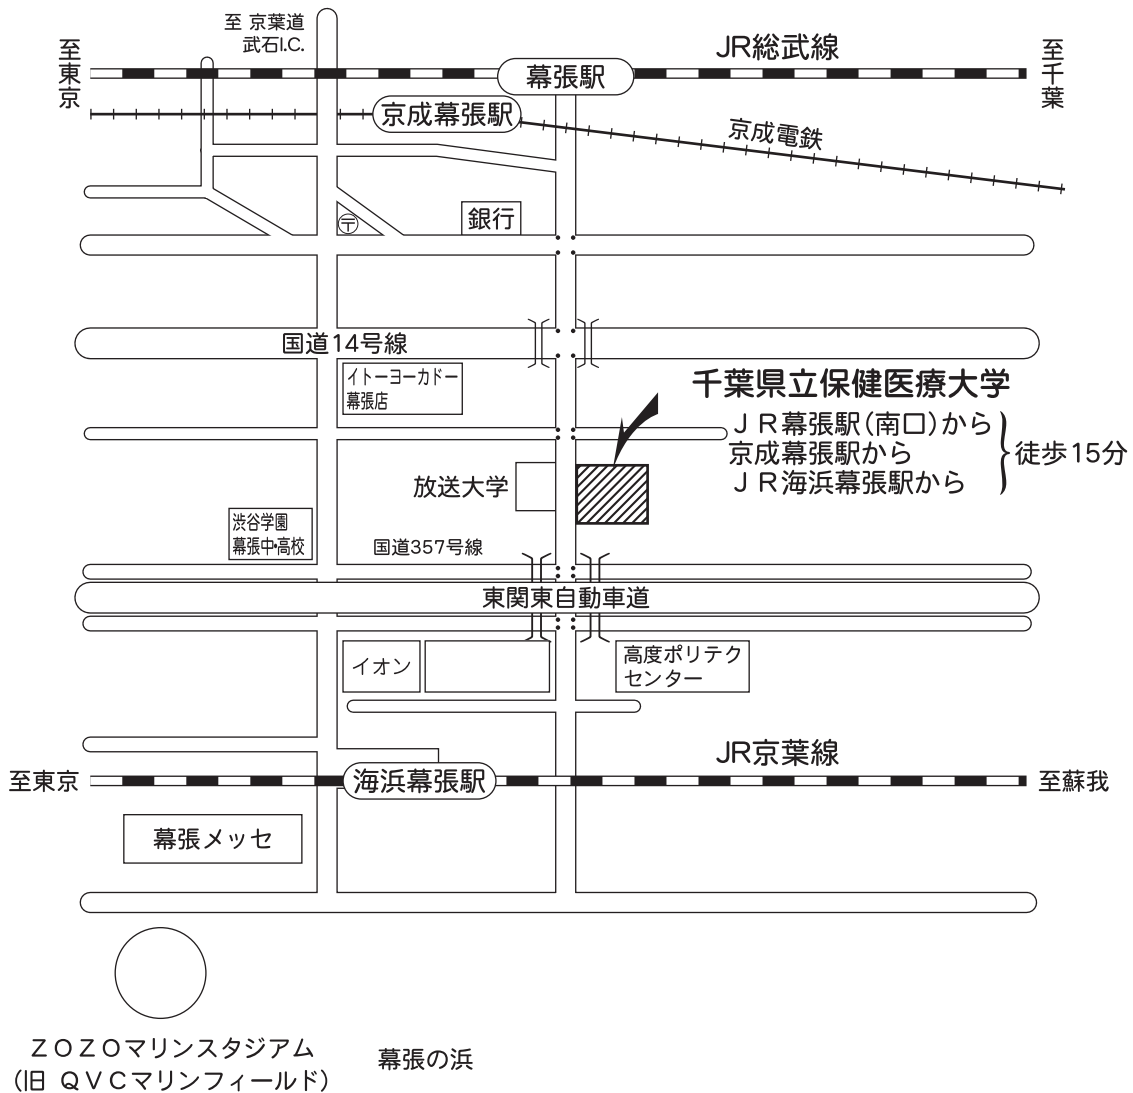 至 京葉道
武石I.C.
至東京
JR総武線
至千葉
幕張駅
京成幕張駅
京成電鉄
〒
銀行
国道14号線
イトーヨーカドー
幕張店
千葉県立保健医療大学
ＪＲ幕張駅（南口）から
京成幕張駅から
ＪＲ海浜幕張駅から
徒歩15分
放送大学
渋谷学園
幕張中・高校
国道357号線
東関東自動車道
イオン
高度ポリテク
センター
JR京葉線
至東京
海浜幕張駅
至蘇我
幕張メッセ
ＺＯＺＯマリンスタジアム
（旧 ＱＶＣマリンフィールド）
幕張の浜